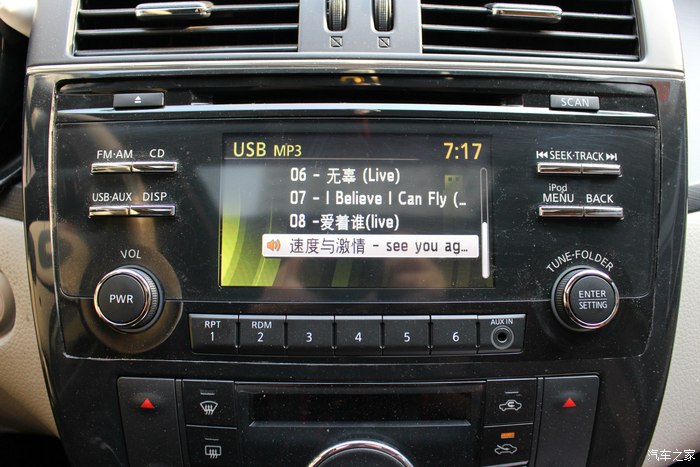 SCAN
FM·AM CD
USB·AUX DISP
USB MP3 7:17
06 - 无辜 (Live)
07 - I Believe I Can Fly (...
08 -爱着谁(live)
速度与激情 - see you ag...
SEEK·TRACK
iPod
MENU BACK
VOL
PWR
TUNE·FOLDER
ENTER
SETTING
RPT
1
RDM
2
3
4
5
6
AUX IN
汽车之家